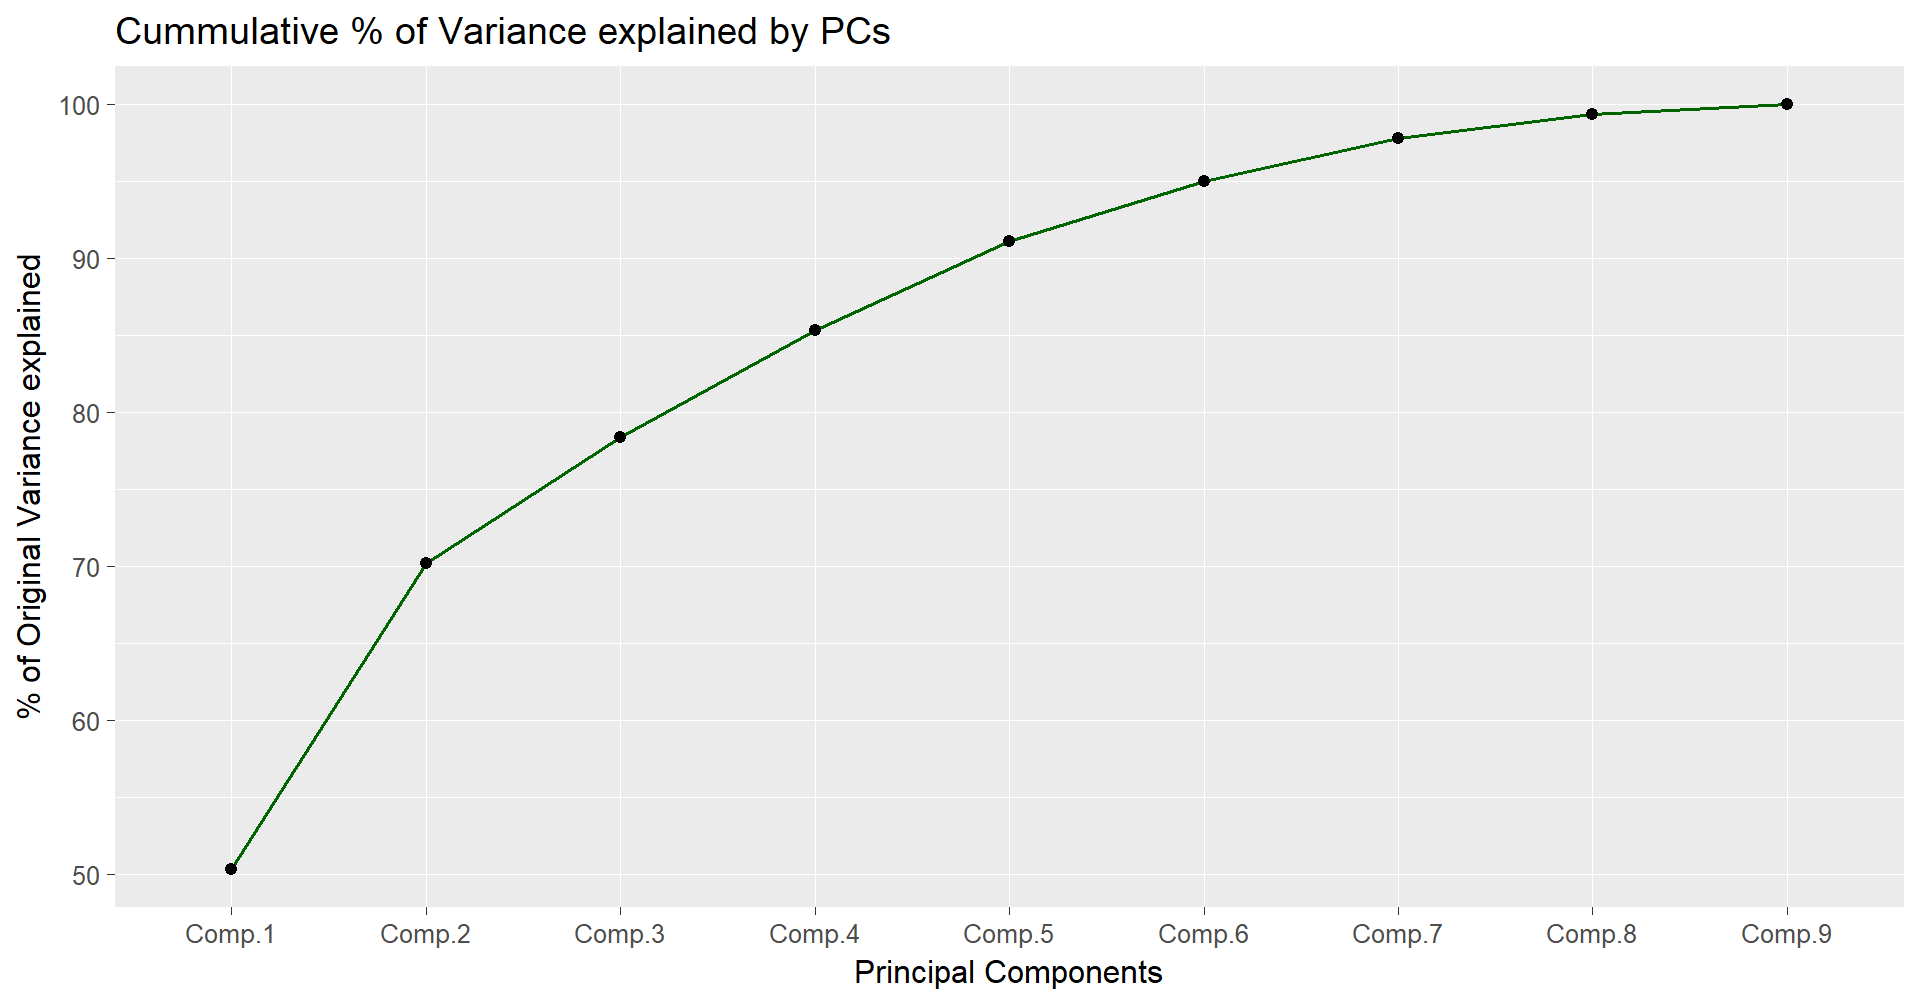 Cummulative % of Variance explained by PCs
% of Original Variance explained
100
90
80
70
60
50
Comp.1 Comp.2 Comp.3 Comp.4 Comp.5 Comp.6 Comp.7 Comp.8 Comp.9
Principal Components